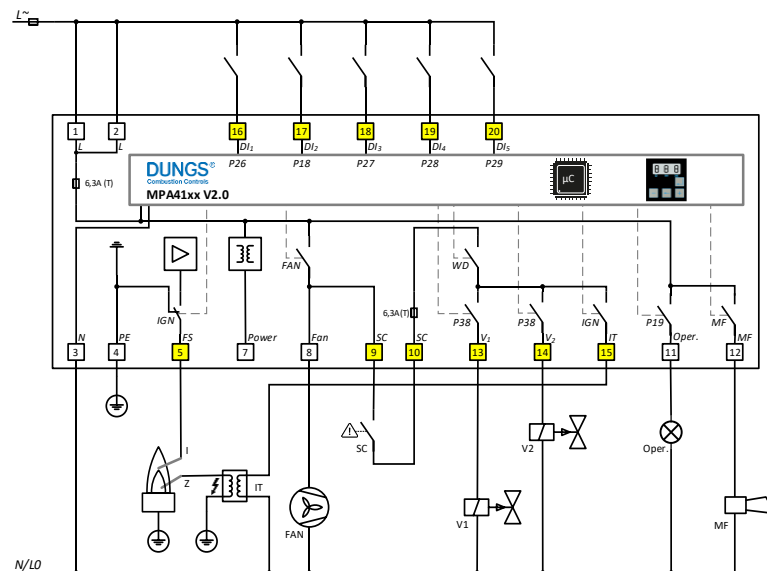 L~
1 2 16 17 18 19 20
L L DI1 DI2 DI3 DI4 DI5
P26 P18 P27 P28 P29
DUNGS®
Combustion Controls
MPA41xx V2.0
µC
888
6,3A (T)
FAN WD
6,3A(T)
IGN P38 P38 IGN P19 MF
N PE FS Power Fan SC SC V1 V2 IT Oper. MF
3 4 5 7 8 9 10 13 14 15 11 12
SC
V2 Oper.
I
Z IT
FAN V1 MF
N/L0